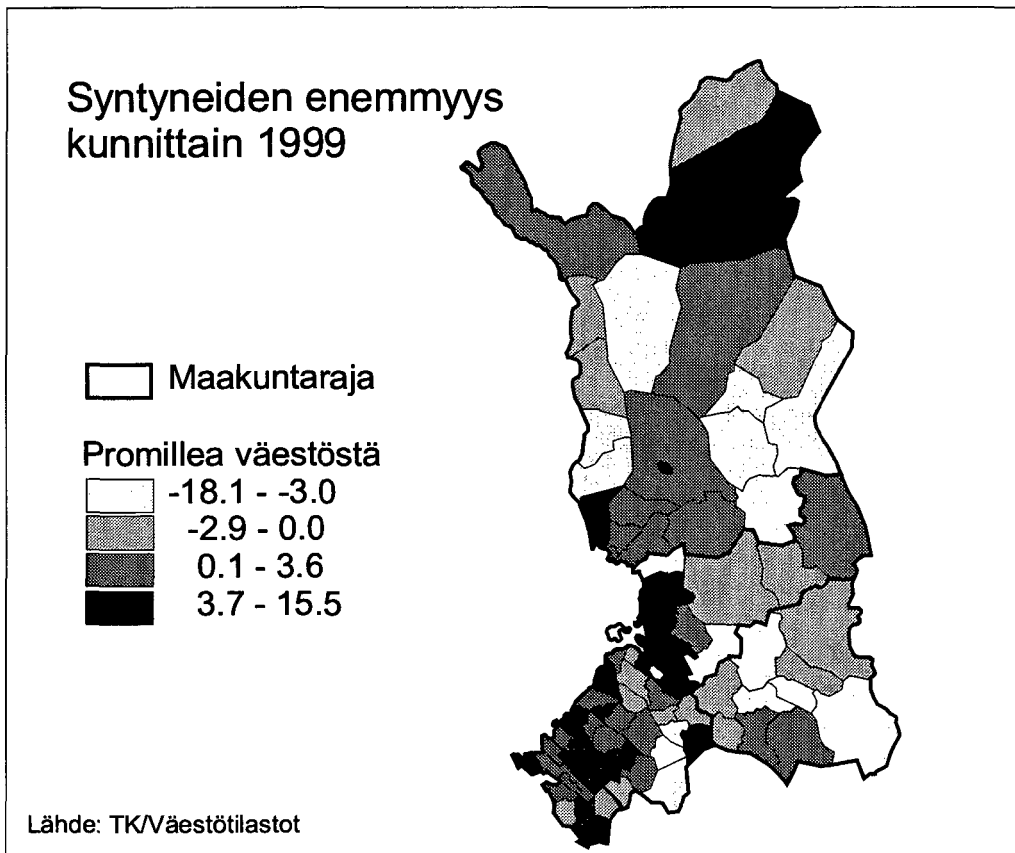 Syntyneiden enemmyys
kunnittain 1999
Maakuntaraja
Promillea väestöstä
-18.1 - -3.0
-2.9 - 0.0
0.1 - 3.6
3.7 - 15.5
Lähde: TK/Väestötilastot